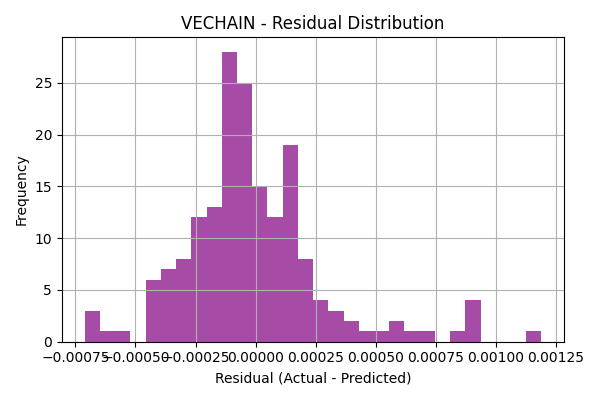 VECHAIN - Residual Distribution
Frequency
25
20
15
10
5
0
−0.00075 −0.00050 −0.00025 0.00000 0.00025 0.00050 0.00075 0.00100 0.00125
Residual (Actual - Predicted)